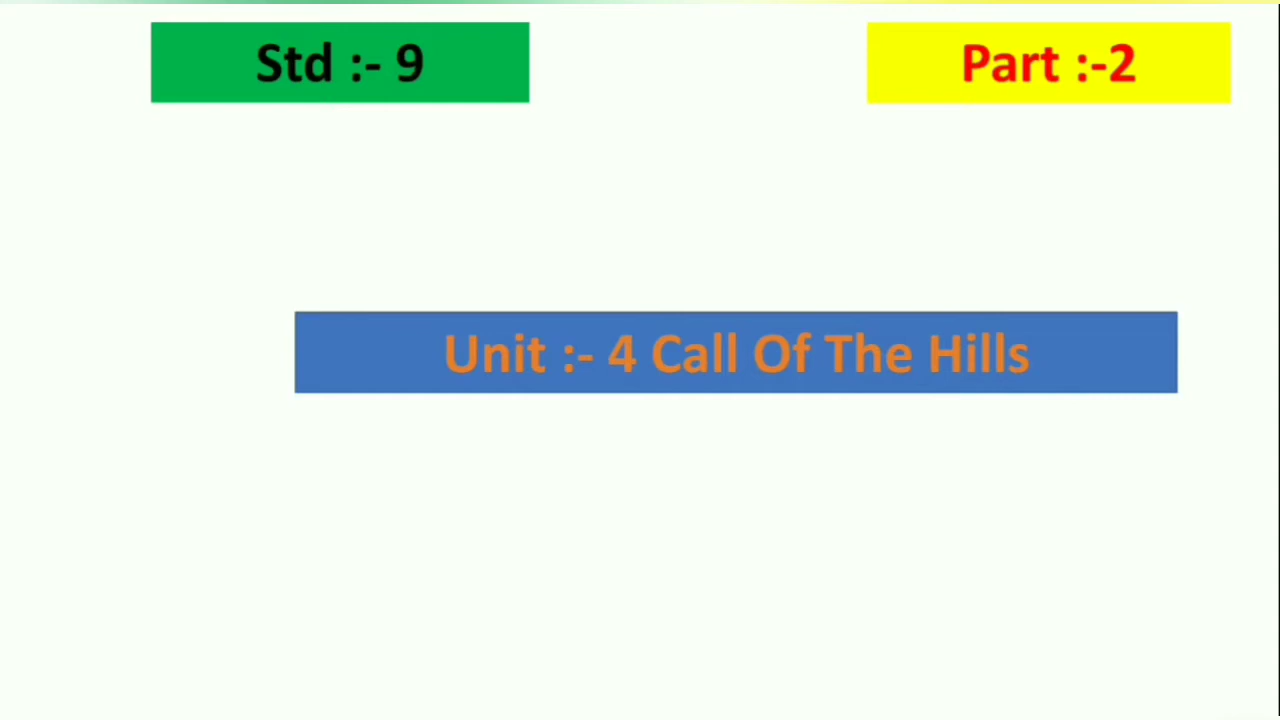 Std :- 9
Part :-2
Unit :- 4 Call Of The Hills